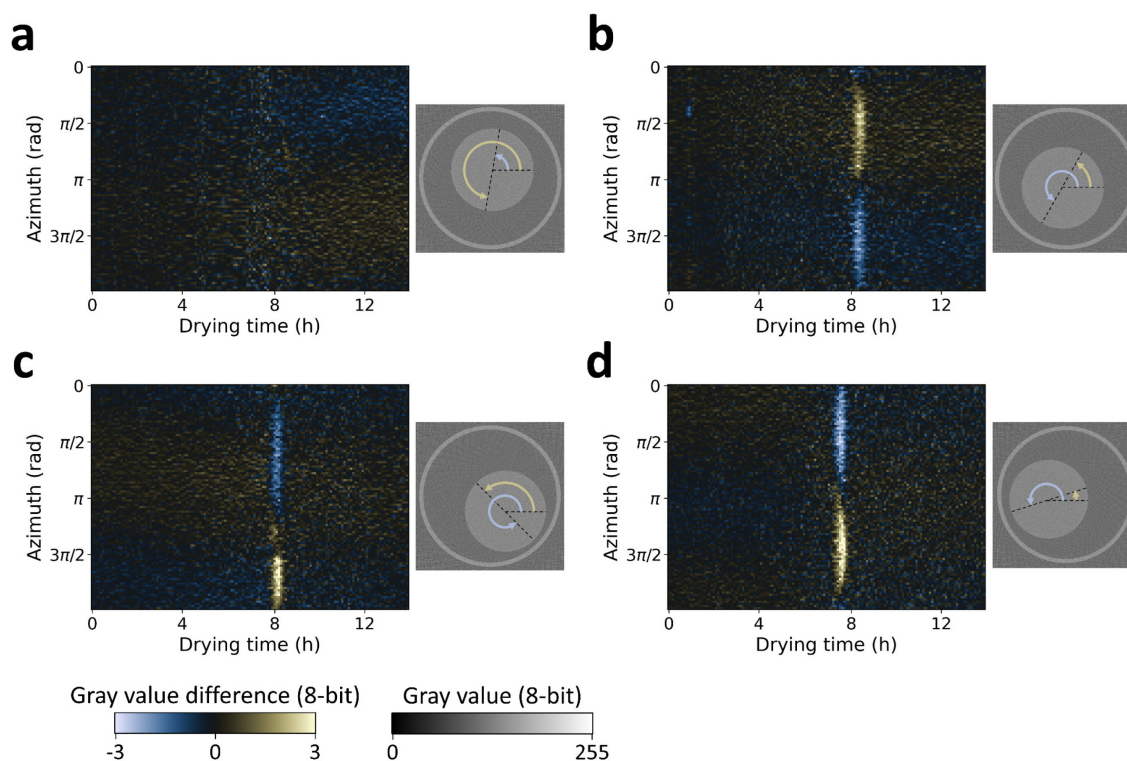 a
b
0
π/2
π
3π/2
Azimuth (rad)
0 4 8 12
Drying time (h)
0
π/2
π
3π/2
Azimuth (rad)
0 4 8 12
Drying time (h)
c
d
0
π/2
π
3π/2
Azimuth (rad)
0 4 8 12
Drying time (h)
0
π/2
π
3π/2
Azimuth (rad)
0 4 8 12
Drying time (h)
Gray value difference (8-bit)
-3 0 3
Gray value (8-bit)
0 255